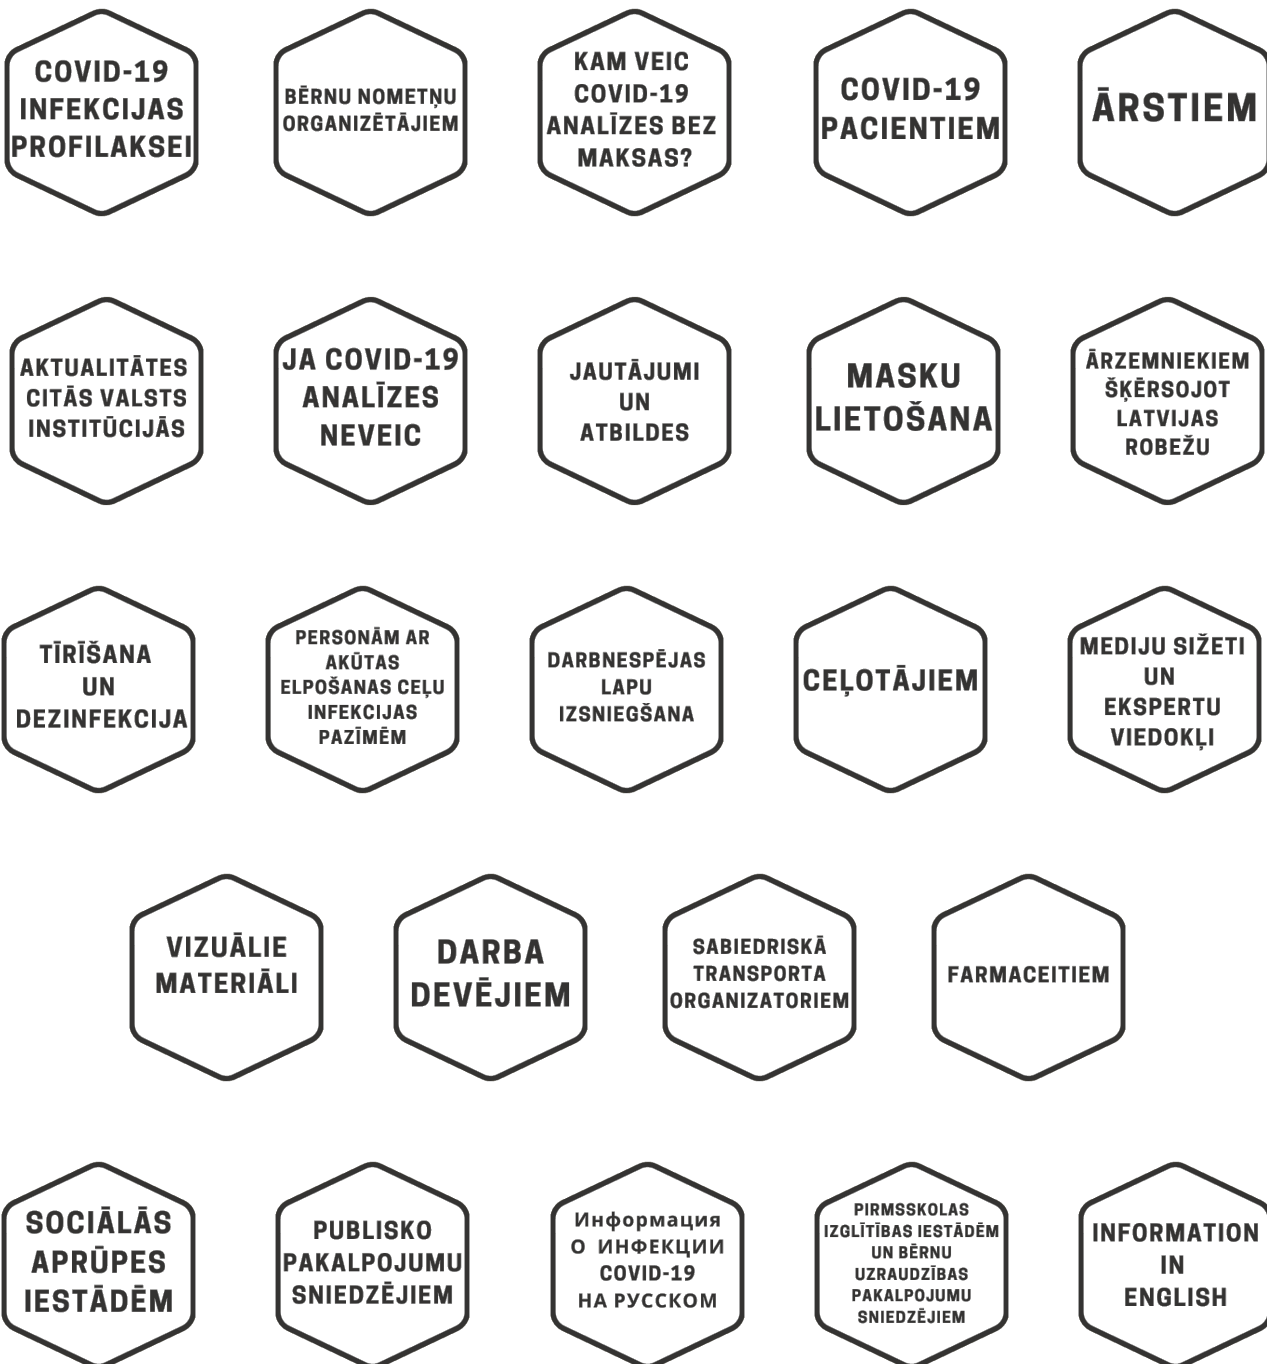 COVID-19
INFEKCIJAS
PROFILAKSEI
BĒRNU NOMETŅU
ORGANIZĒTĀJIEM
KAM VEIC
COVID-19
ANALĪZES BEZ
MAKSAS?
COVID-19
PACIENTIEM
ĀRSTIEM
AKTUALITĀTES
CITĀS VALSTS
INSTITŪCIJĀS
JA COVID-19
ANALĪZES
NEVEIC
JAUTĀJUMI
UN
ATBILDES
MASKU
LIETOŠANA
ĀRZEMNIEKIEM
ŠĶĒRSOJOT
LATVIJAS
ROBEŽU
TĪRĪŠANA
UN
DEZINFEKCIJA
PERSONĀM AR
AKŪTAS
ELPOŠANAS CEĻU
INFEKCIJAS
PAZĪMĒM
DARBNESPĒJAS
LAPU
IZSNIEGŠANA
CEĻOTĀJIEM
MEDIJU SIŽETI
UN
EKSPERTU
VIEDOKĻI
VIZUĀLIE
MATERIĀLI
DARBA
DEVĒJIEM
SABIEDRISKĀ
TRANSPORTA
ORGANIZATORIEM
FARMACEITIEM
SOCIĀLĀS
APRŪPES
IESTĀDĒM
PUBLISKO
PAKALPOJUMU
SNIEDZĒJIEM
Информация
О ИНФЕКЦИИ
COVID-19
НА РУССКОМ
PIRMSSKOLAS
IZGLĪTĪBAS IESTĀDĒM
UN BĒRNU
UZRAUDZĪBAS
PAKALPOJUMU
SNIEDZĒJIEM
INFORMATION
IN
ENGLISH